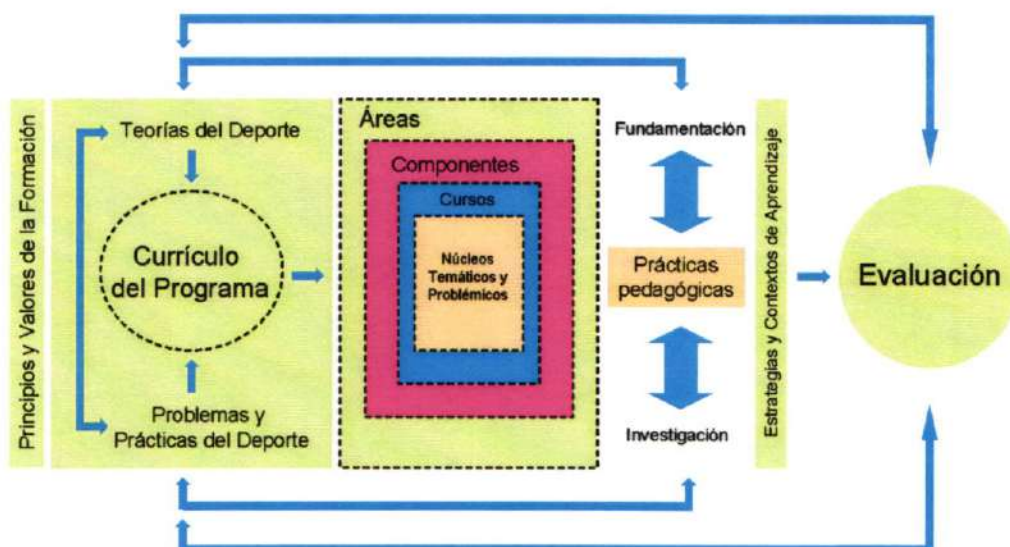 Principios y Valores de la Formación
Teorías del Deporte
Currículo
del Programa
Problemas y
Prácticas del Deporte
Áreas
Componentes
Cursos
Núcleos
Temáticos y
Problémicos
Fundamentación
Prácticas
pedagógicas
Investigación
Estrategias y Contextos de Aprendizaje
Evaluación